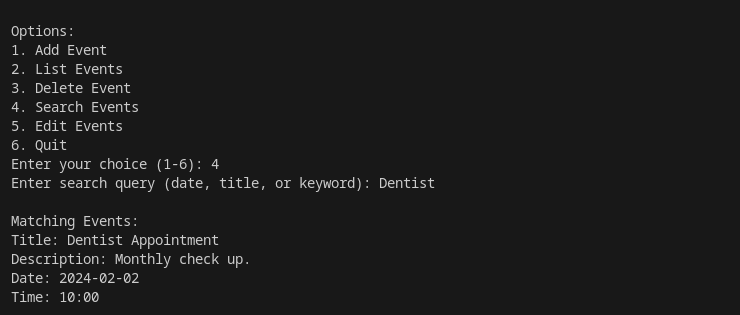 Options:
1. Add Event
2. List Events
3. Delete Event
4. Search Events
5. Edit Events
6. Quit
Enter your choice (1-6): 4
Enter search query (date, title, or keyword): Dentist
Matching Events:
Title: Dentist Appointment
Description: Monthly check up.
Date: 2024-02-02
Time: 10:00